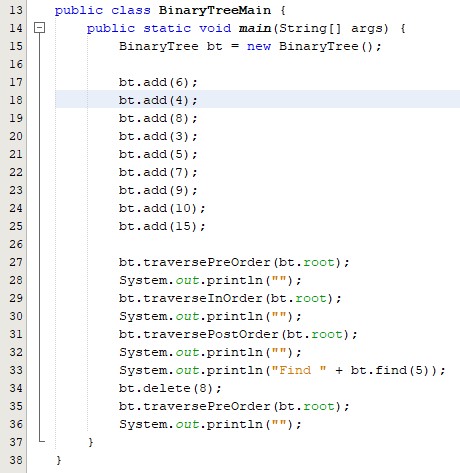 13 public class BinaryTreeMain {
14     public static void main(String[] args) {
15         BinaryTree bt = new BinaryTree();
16
17         bt.add(6);
18         bt.add(4);
19         bt.add(8);
20         bt.add(3);
21         bt.add(5);
22         bt.add(7);
23         bt.add(9);
24         bt.add(10);
25         bt.add(15);
26
27         bt.traversePreOrder(bt.root);
28         System.out.println("");
29         bt.traverseInOrder(bt.root);
30         System.out.println("");
31         bt.traversePostOrder(bt.root);
32         System.out.println("");
33         System.out.println("Find " + bt.find(5));
34         bt.delete(8);
35         bt.traversePreOrder(bt.root);
36         System.out.println("");
37     }
38 }